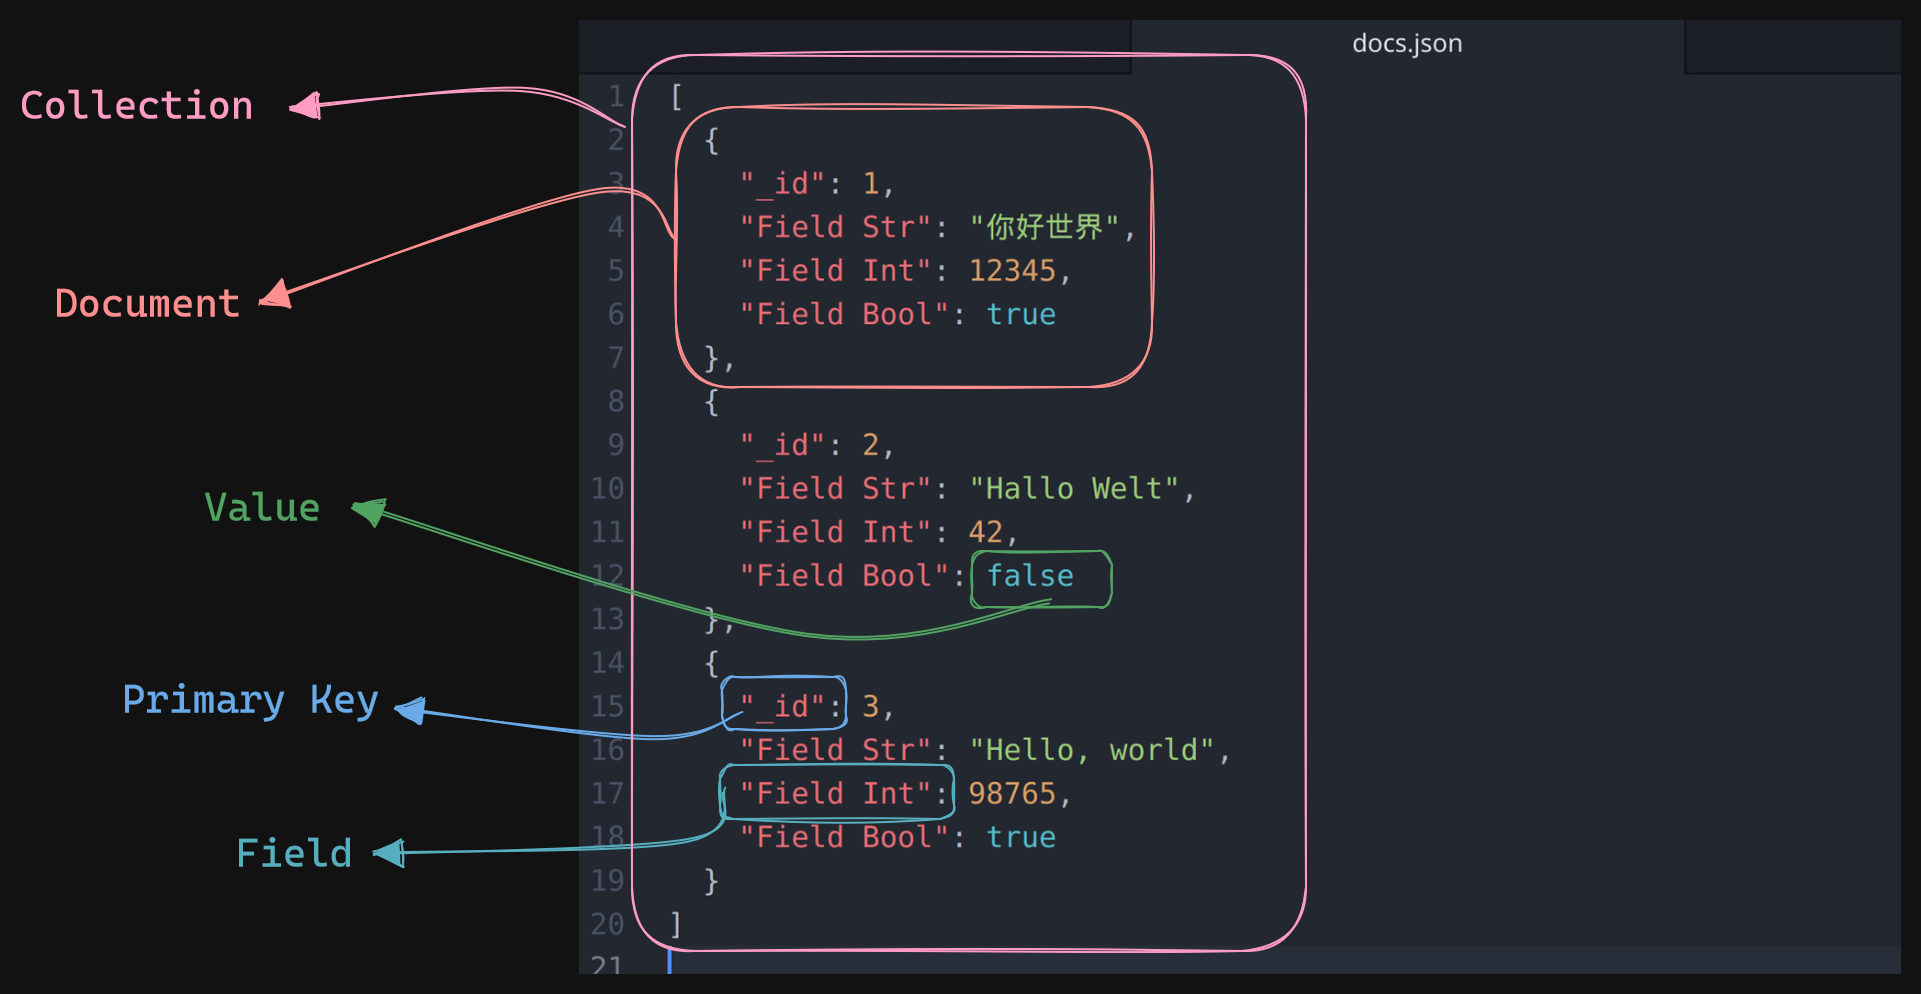 docs.json
Collection
Document
Value
Primary Key
Field
1 [
2 {
3 "_id": 1,
4 "Field Str": "你好世界",
5 "Field Int": 12345,
6 "Field Bool": true
7 },
8 {
9 "_id": 2,
10 "Field Str": "Hallo Welt",
11 "Field Int": 42,
12 "Field Bool": false
13 },
14 {
15 "_id": 3,
16 "Field Str": "Hello, world",
17 "Field Int": 98765,
18 "Field Bool": true
19 }
20 ]
21